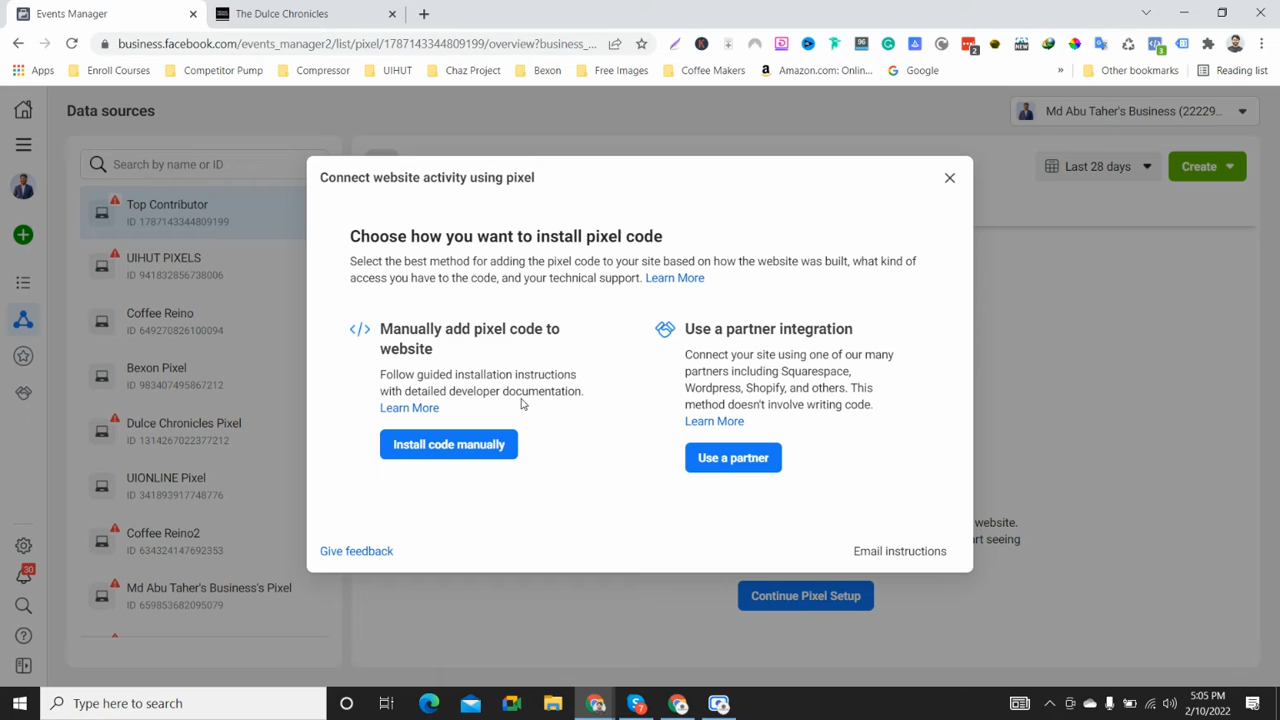 Events Manager
The Dulce Chronicles
business.facebook.com/events_manager2/list/pixel/1787143344809199/overview?business_...
Apps
Enroll Courses
Competitor Pump
Compressor
UIHUT
Chaz Project
Bexon
Free Images
Coffee Makers
Amazon.com: Onlin...
Google
»
Other bookmarks
Reading list
Data sources
Md Abu Taher's Business (22229...
Search by name or ID
Last 28 days
Create
Top Contributor
ID 1787143344809199
UIHUT PIXELS
ID 941832856738006
Coffee Reino
ID 649270826100094
Bexon Pixel
ID 983407495867212
Dulce Chronicles Pixel
ID 1314267022377212
UIONLINE Pixel
ID 341893917748776
Coffee Reino2
ID 634324147692353
Md Abu Taher's Business's Pixel
ID 659853682095079
30
Connect website activity using pixel
Choose how you want to install pixel code
Select the best method for adding the pixel code to your site based on how the website was built, what kind of
access you have to the code, and your technical support. Learn More
Manually add pixel code to
website
Follow guided installation instructions
with detailed developer documentation.
Learn More
Install code manually
Use a partner integration
Connect your site using one of our many
partners including Squarespace,
Wordpress, Shopify, and others. This
method doesn't involve writing code.
Learn More
Use a partner
Give feedback
Email instructions
website.
art seeing
Continue Pixel Setup
Type here to search
5:05 PM
2/10/2022